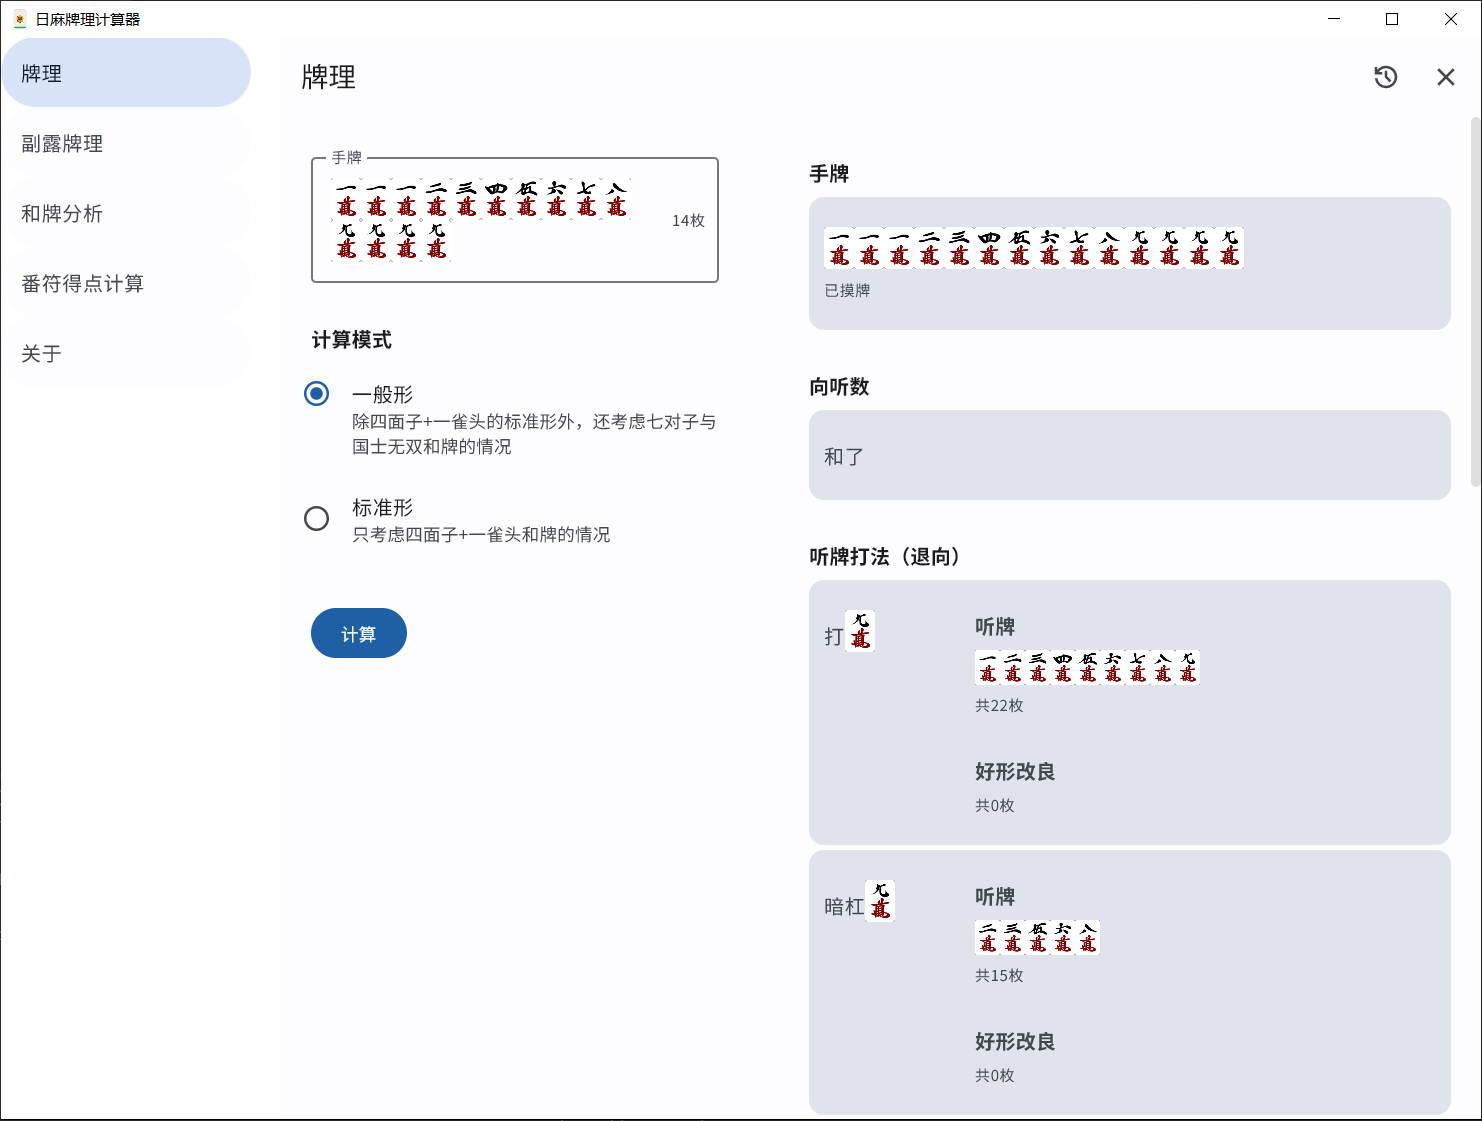 日麻牌理计算器
牌理
副露牌理
和牌分析
番符得点计算
关于
牌理
手牌
一萬一萬一萬二萬三萬四萬伍萬六萬七萬八萬
九萬九萬九萬九萬
14枚
计算模式
一般形
除四面子+一雀头的标准形外，还考虑七对子与
国士无双和牌的情况
标准形
只考虑四面子+一雀头和牌的情况
计算
手牌
一萬一萬一萬二萬三萬四萬伍萬六萬七萬八萬九萬九萬九萬九萬
已摸牌
向听数
和了
听牌打法（退向）
打九萬
听牌
一萬二萬三萬四萬伍萬六萬七萬八萬九萬
共22枚
好形改良
共0枚
暗杠九萬
听牌
二萬三萬伍萬六萬八萬
共15枚
好形改良
共0枚